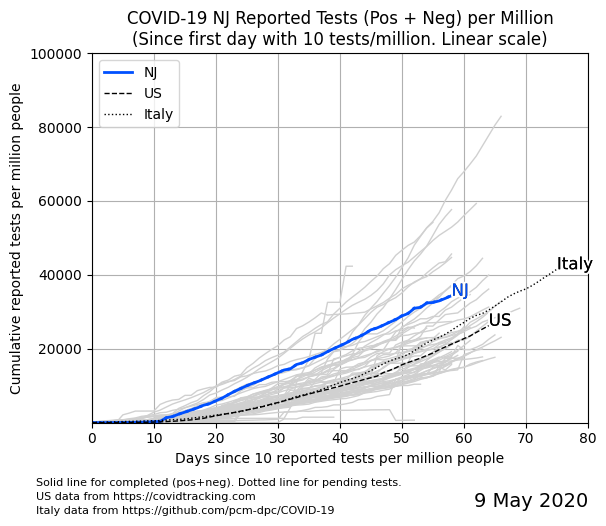 COVID-19 NJ Reported Tests (Pos + Neg) per Million
(Since first day with 10 tests/million. Linear scale)
Cumulative reported tests per million people
100000
80000
60000
40000
20000
NJ
US
Italy
Italy
NJ
US
0 10 20 30 40 50 60 70 80
Days since 10 reported tests per million people
Solid line for completed (pos+neg). Dotted line for pending tests.
US data from https://covidtracking.com
Italy data from https://github.com/pcm-dpc/COVID-19
9 May 2020